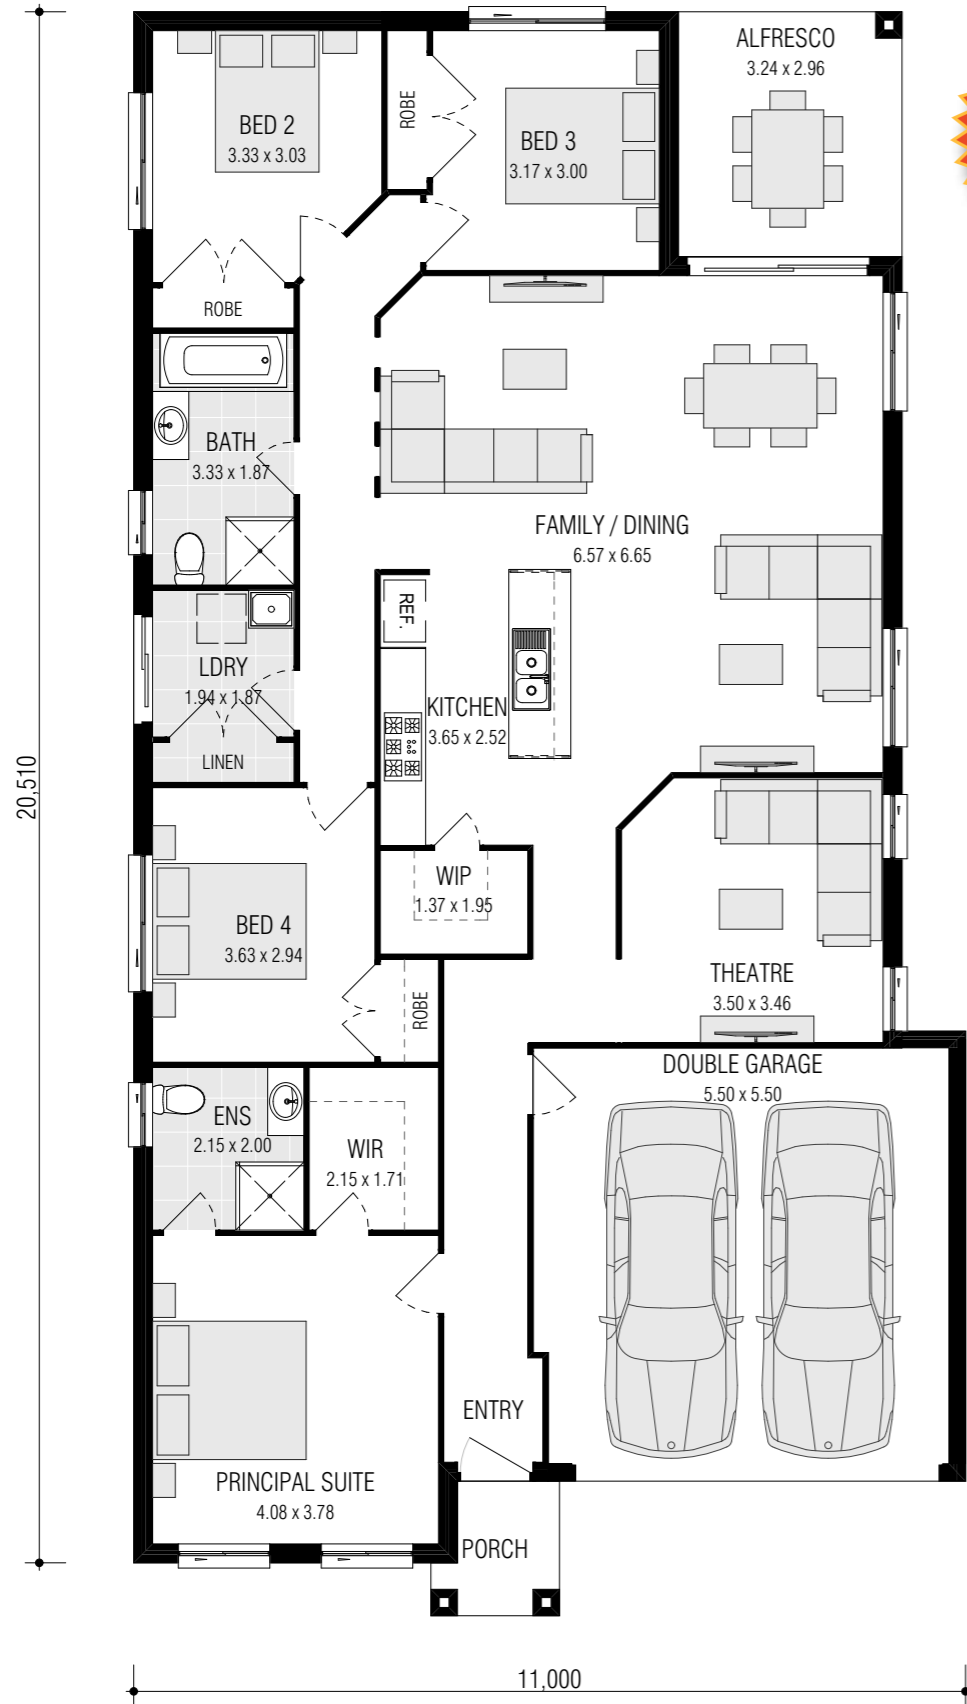 ALFRESCO
3.24 x 2.96
BED 2
3.33 x 3.03
ROBE
BED 3
3.17 x 3.00
ROBE
BATH
3.33 x 1.87
FAMILY / DINING
6.57 x 6.65
REF.
LDRY
1.94 x 1.87
KITCHEN
3.65 x 2.52
LINEN
20,510
WIP
1.37 x 1.95
BED 4
3.63 x 2.94
THEATRE
3.50 x 3.46
ROBE
DOUBLE GARAGE
5.50 x 5.50
ENS
2.15 x 2.00
WIR
2.15 x 1.71
ENTRY
PRINCIPAL SUITE
4.08 x 3.78
PORCH
11,000